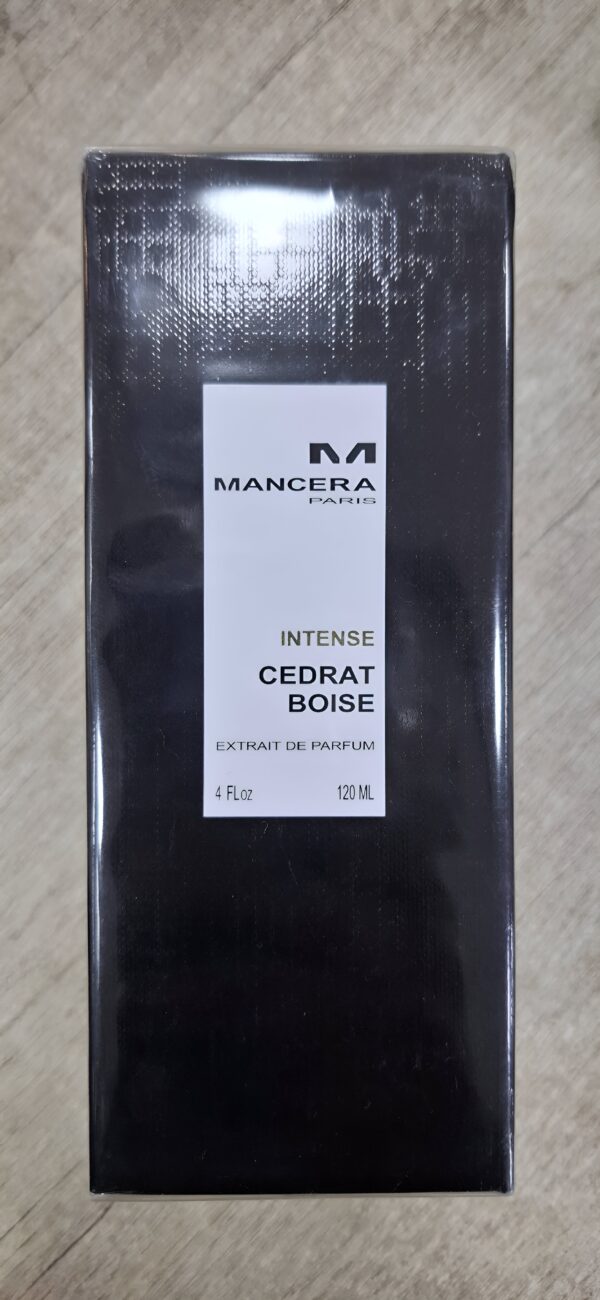 M
MANCERA
PARIS
INTENSE
CEDRAT
BOISE
EXTRAIT DE PARFUM
4 FLoz 120 ML